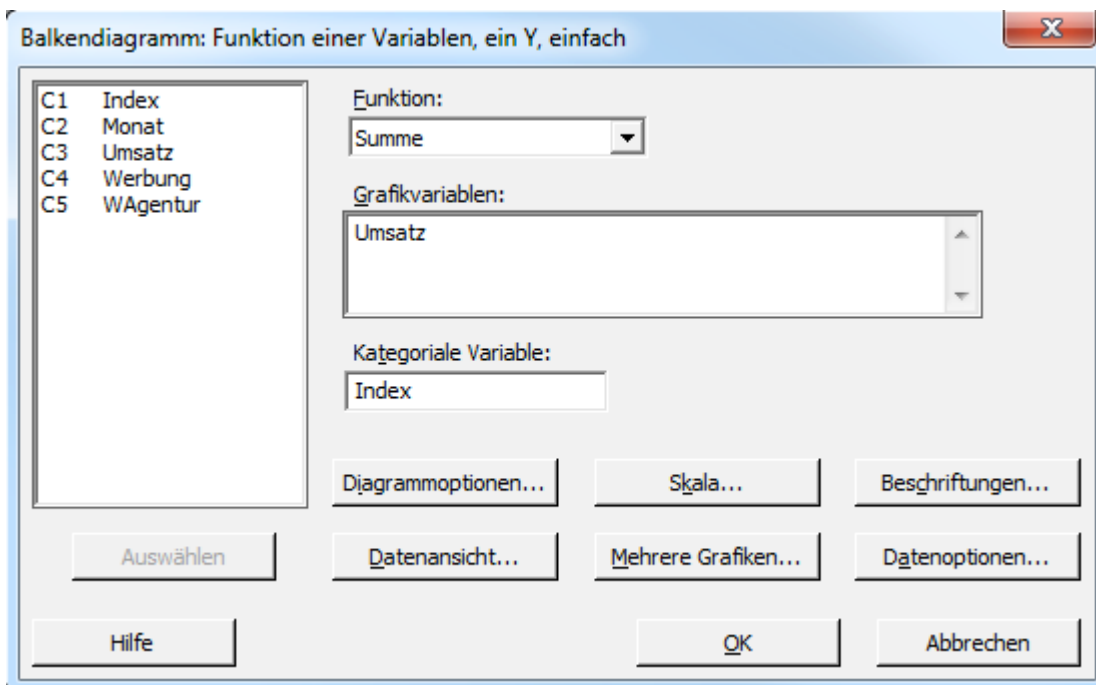 Balkendiagramm: Funktion einer Variablen, ein Y, einfach
C1 Index
C2 Monat
C3 Umsatz
C4 Werbung
C5 WAgentur
Funktion:
Summe
Grafikvariablen:
Umsatz
Kategoriale Variable:
Index
Diagrammoptionen... Skala... Beschriftungen...
Auswählen Datenansicht... Mehrere Grafiken... Datenoptionen...
Hilfe OK Abbrechen